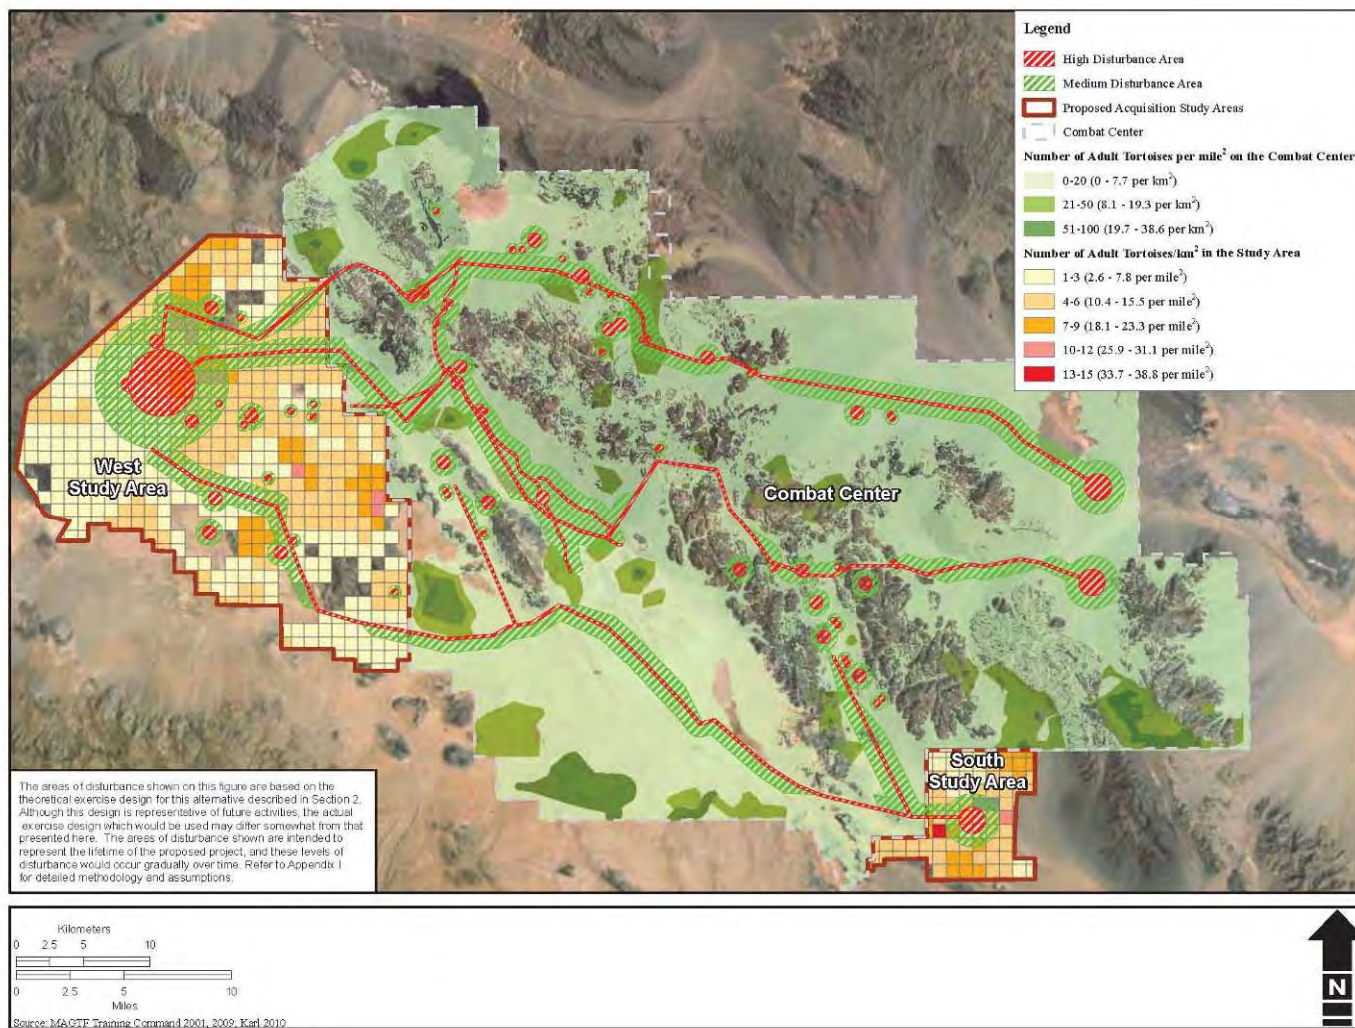 Legend
High Disturbance Area
Medium Disturbance Area
Proposed Acquisition Study Areas
Combat Center
Number of Adult Tortoises per mile² on the Combat Center
0-20 (0 - 7.7 per km²)
21-50 (8.1 - 19.3 per km²)
51-100 (19.7 - 38.6 per km²)
Number of Adult Tortoises/km² in the Study Area
1-3 (2.6 - 7.8 per mile²)
4-6 (10.4 - 15.5 per mile²)
7-9 (18.1 - 23.3 per mile²)
10-12 (25.9 - 31.1 per mile²)
13-15 (33.7 - 38.8 per mile²)
West
Study Area
Combat Center
South
Study Area
The areas of disturbance shown on this figure are based on the
theoretical exercise design for this alternative described in Section 2.
Although this design is representative of future activities, the actual
exercise design which would be used may differ somewhat from that
presented here. The areas of disturbance shown are intended to
represent the lifetime of the proposed project, and these levels of
disturbance would occur gradually over time. Refer to Appendix I
for detailed methodology and assumptions.
Kilometers
0 2.5 5 10
0 2.5 5 10
Miles
Source: MAGTF Training Command 2001, 2009; Karl 2010
N